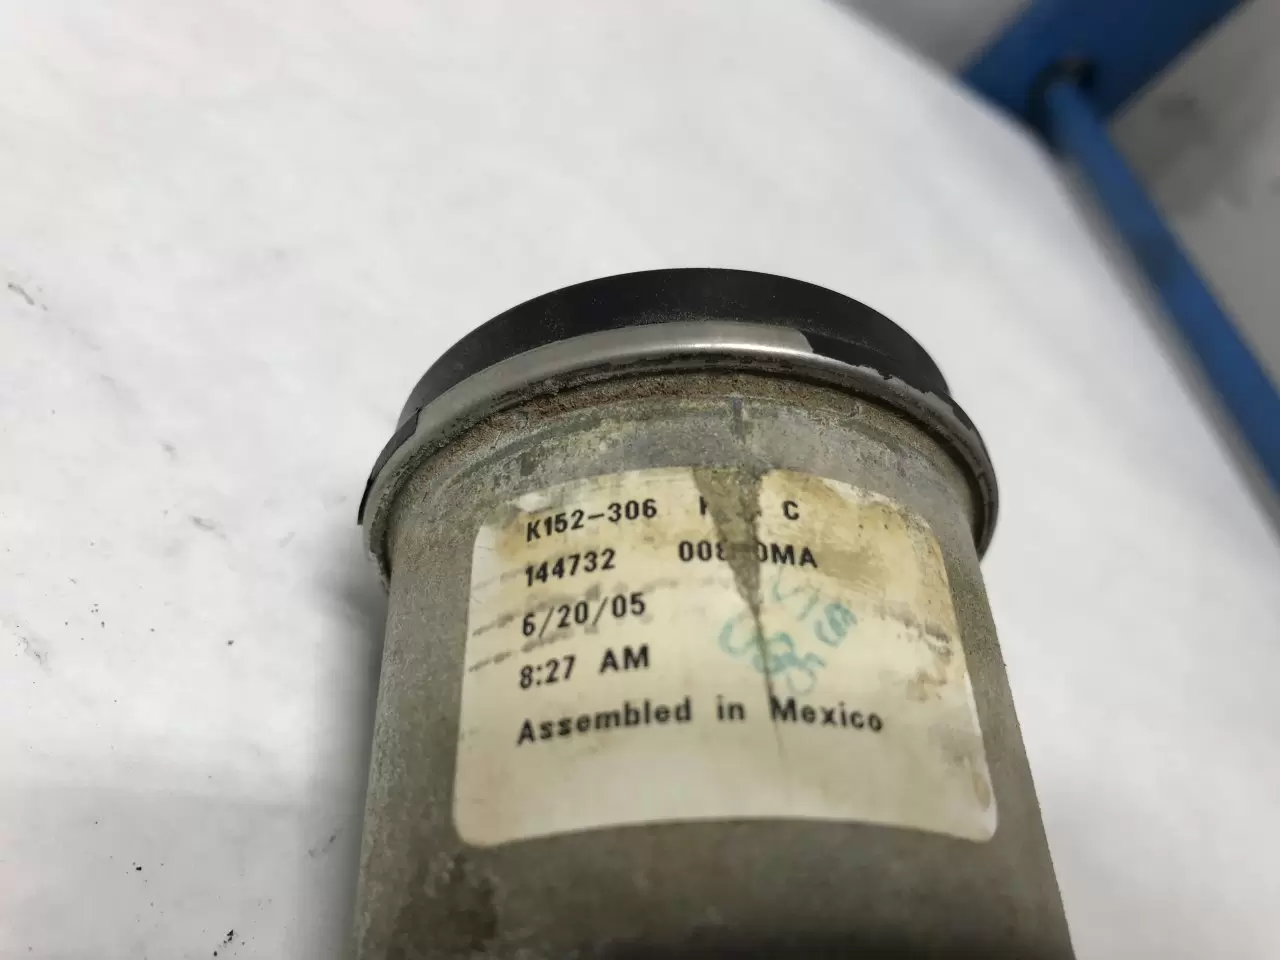 K152-306 C
144732
6/20/05
8:27 AM
Assembled in Mexico